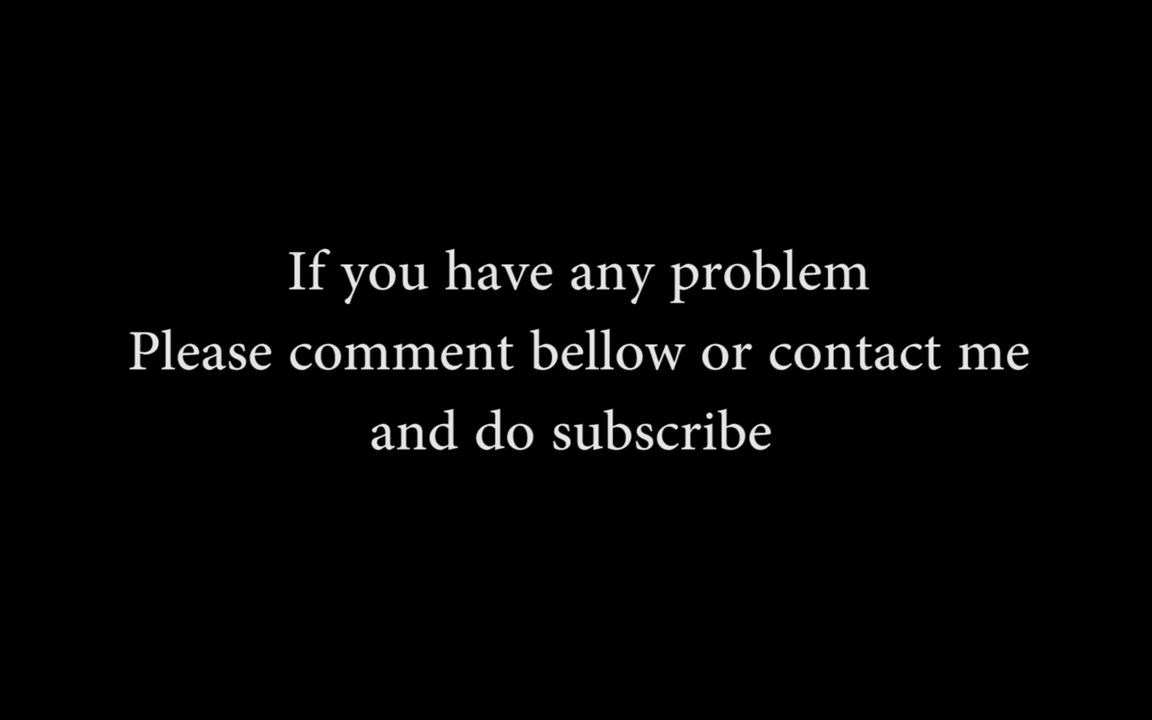 If you have any problem
Please comment bellow or contact me
and do subscribe